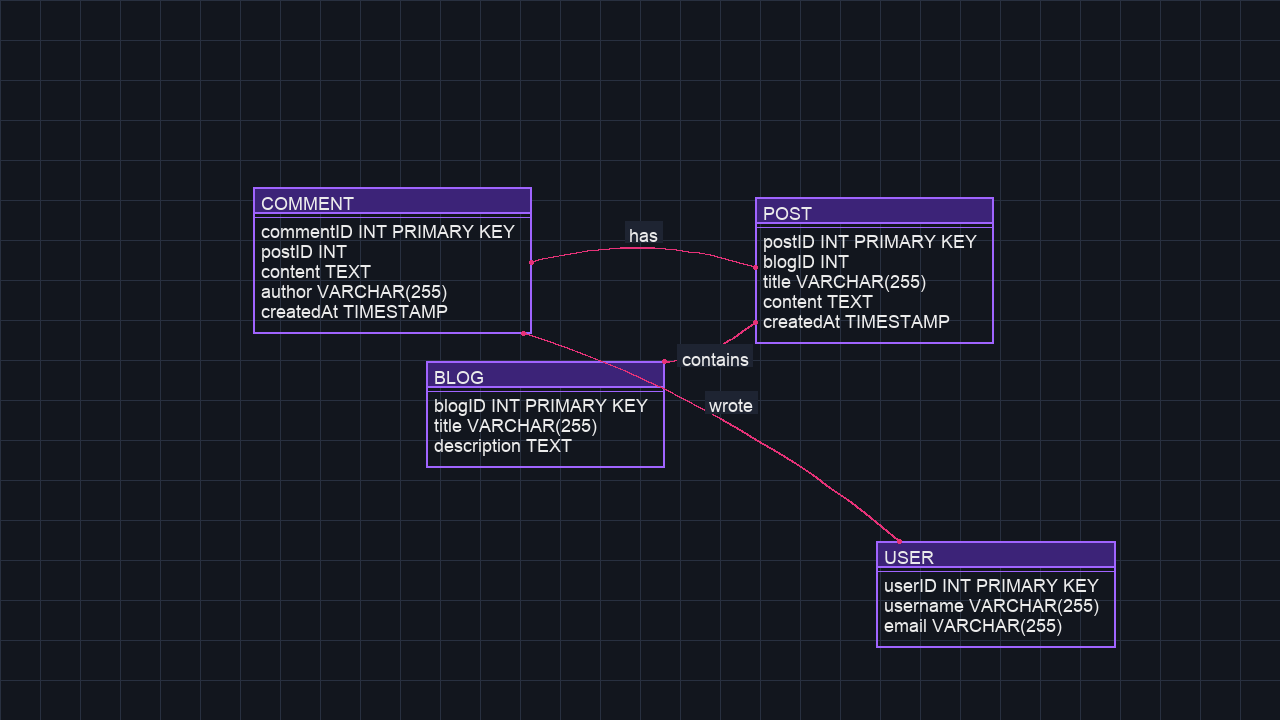 COMMENT
commentID INT PRIMARY KEY
postID INT
content TEXT
author VARCHAR(255)
createdAt TIMESTAMP
has
POST
postID INT PRIMARY KEY
blogID INT
title VARCHAR(255)
content TEXT
createdAt TIMESTAMP
contains
BLOG
blogID INT PRIMARY KEY
title VARCHAR(255)
description TEXT
wrote
USER
userID INT PRIMARY KEY
username VARCHAR(255)
email VARCHAR(255)